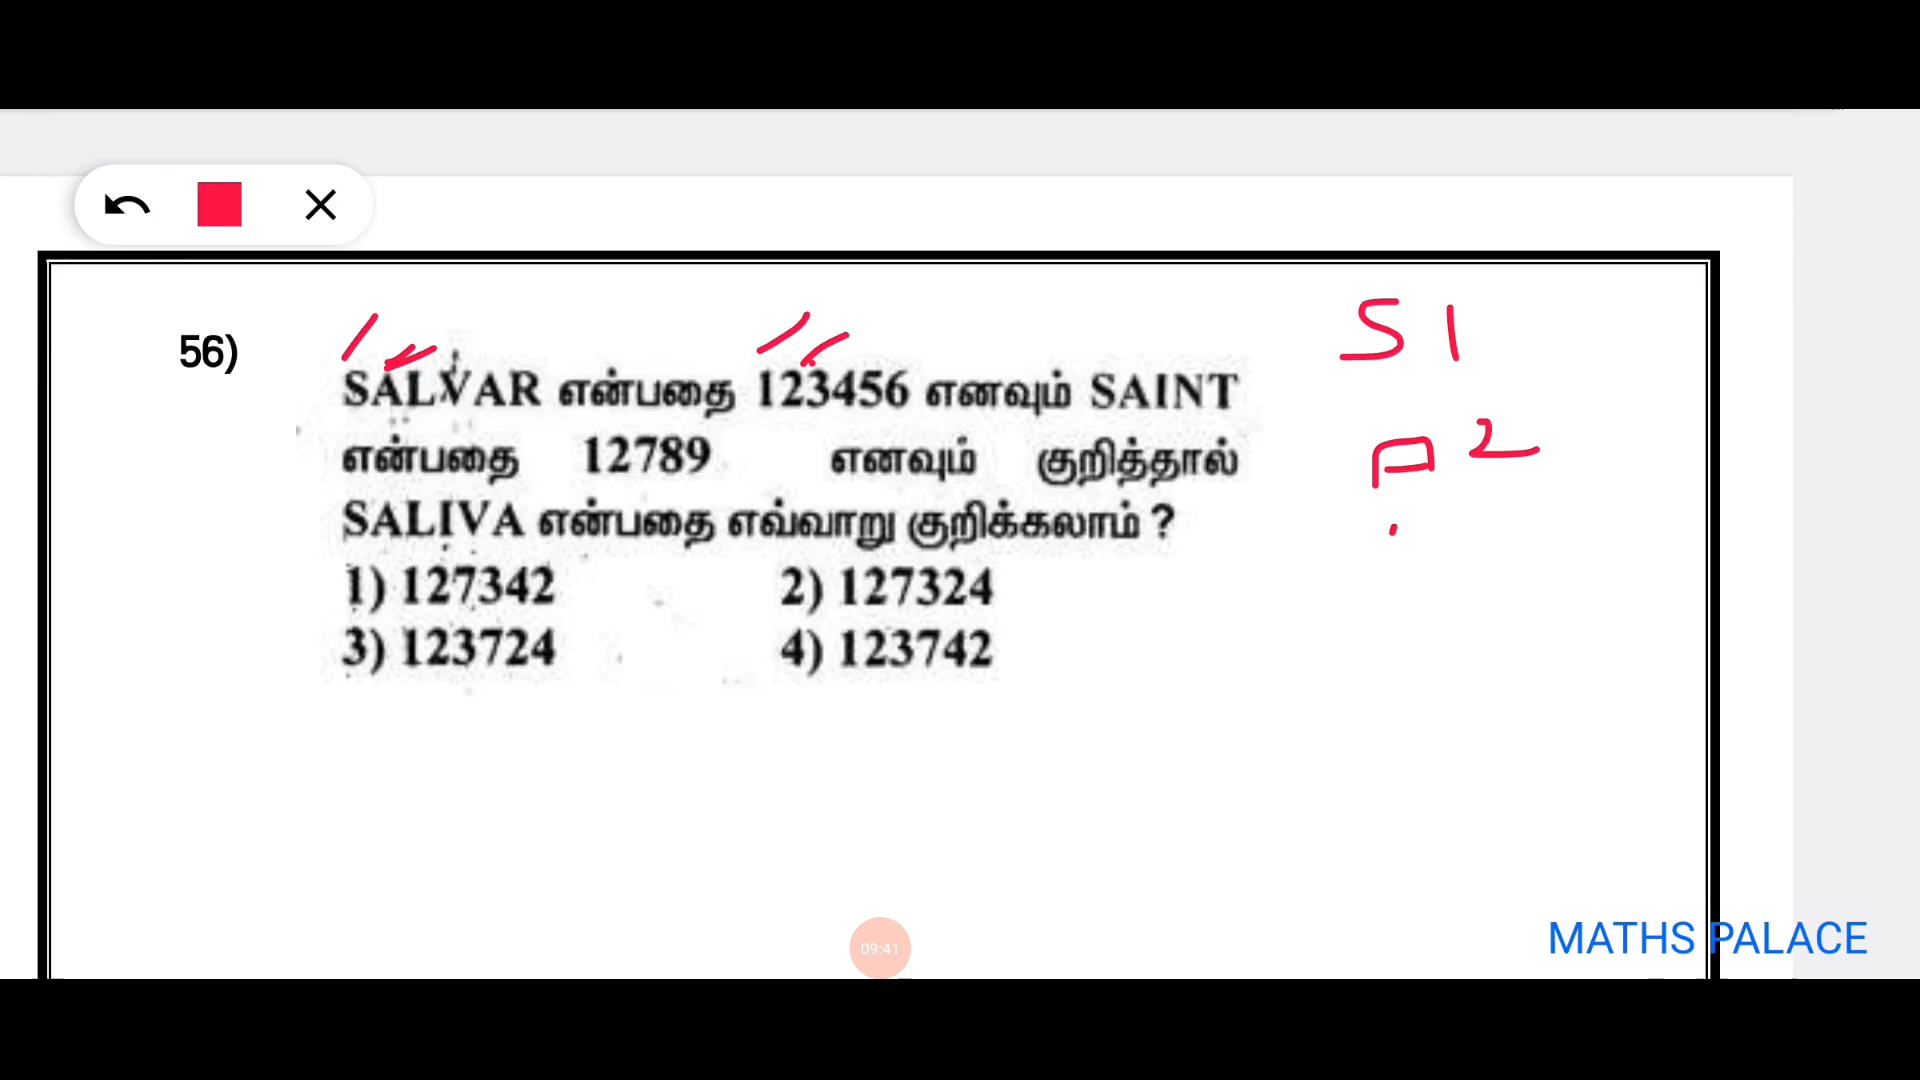 56)
SALVAR என்பதை 123456 எனவும் SAINT
என்பதை 12789 எனவும் குறித்தால்
SALIVA என்பதை எவ்வாறு குறிக்கலாம் ?
1) 127342 2) 127324
3) 123724 4) 123742
S 1
A 2
09:41
MATHS PALACE